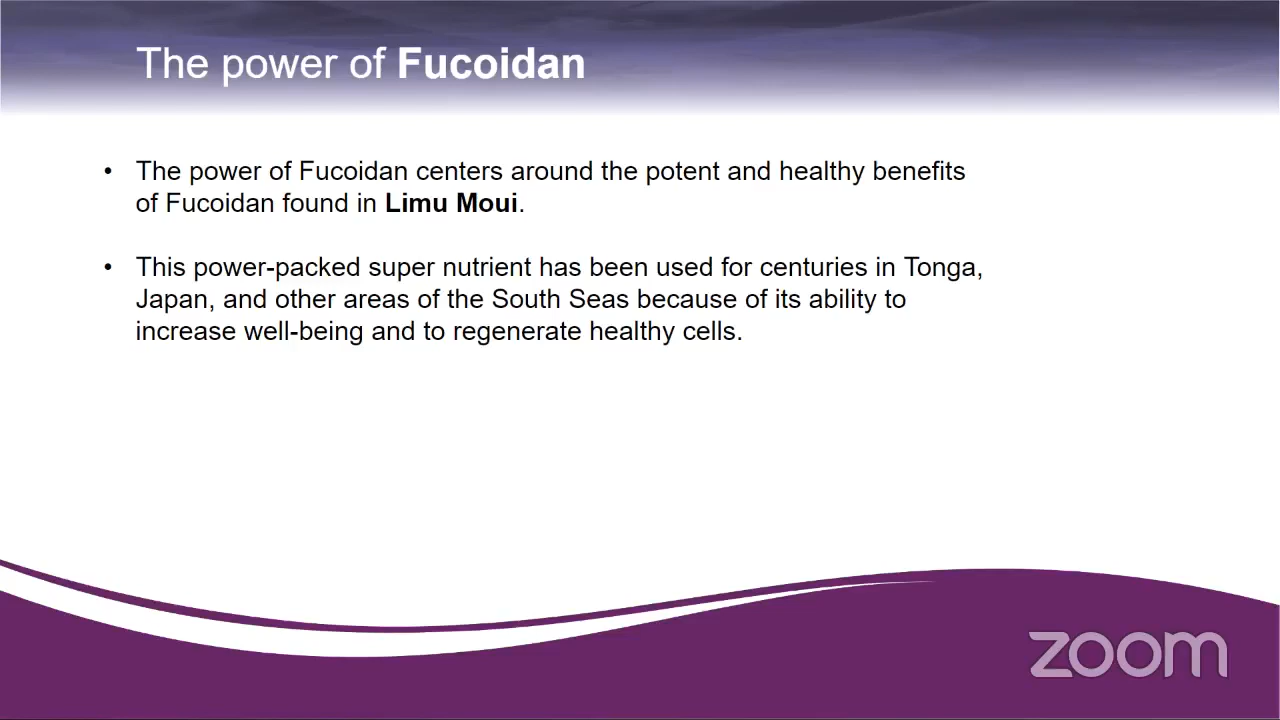 The power of Fucoidan
• The power of Fucoidan centers around the potent and healthy benefits
of Fucoidan found in Limu Moui.
• This power-packed super nutrient has been used for centuries in Tonga,
Japan, and other areas of the South Seas because of its ability to
increase well-being and to regenerate healthy cells.
zoom